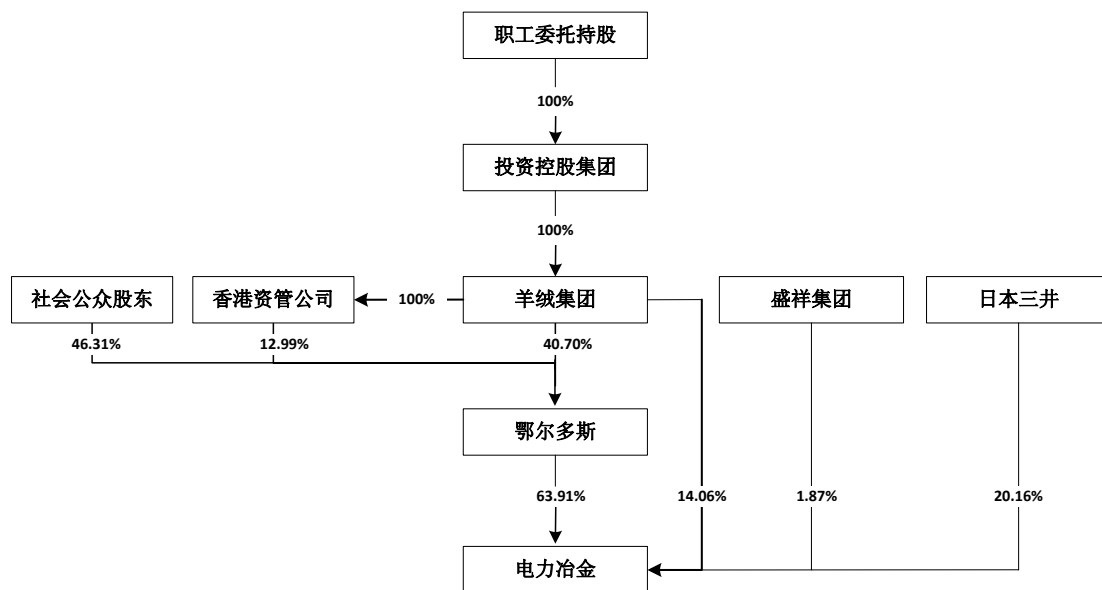 职工委托持股
100%
投资控股集团
100%
社会公众股东
香港资管公司
100%
羊绒集团
盛祥集团
日本三井
46.31%
12.99%
40.70%
鄂尔多斯
63.91%
14.06%
1.87%
20.16%
电力冶金